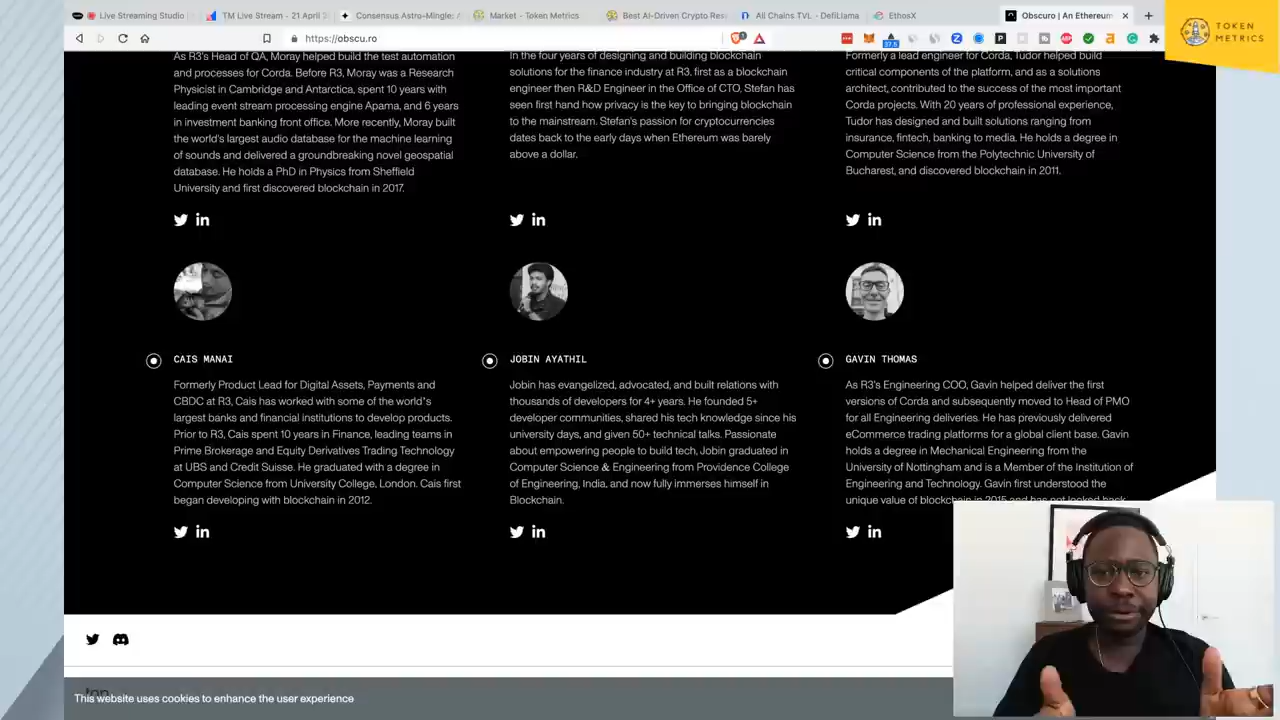 Live Streaming Studio
TM Live Stream - 21 April
Consensus Astro-Mingle:
Market - Token Metrics
Best AI-Driven Crypto Res
All Chains TVL - DefiLlama
EthosX
Obscuro | An Ethereum
https://obscu.ro
TOKEN
METRICS
As R3's Head of QA, Moray helped build the test automation
and processes for Corda. Before R3, Moray was a Research
Physicist in Cambridge and Antarctica, spent 10 years with
leading event stream processing engine Apama, and 6 years
in investment banking front office. More recently, Moray built
the world's largest audio database for the machine learning
of sounds and delivered a groundbreaking novel geospatial
database. He holds a PhD in Physics from Sheffield
University and first discovered blockchain in 2017.
In the four years of designing and building blockchain
solutions for the finance industry at R3, first as a blockchain
engineer then R&D Engineer in the Office of CTO, Stefan has
seen first hand how privacy is the key to bringing blockchain
to the mainstream. Stefan's passion for cryptocurrencies
dates back to the early days when Ethereum was barely
above a dollar.
Formerly a lead engineer for Corda, Tudor helped build
critical components of the platform, and as a solutions
architect, contributed to the success of the most important
Corda projects. With 20 years of professional experience,
Tudor has designed and built solutions ranging from
insurance, fintech, banking to media. He holds a degree in
Computer Science from the Polytechnic University of
Bucharest, and discovered blockchain in 2011.
CAIS MANAI
Formerly Product Lead for Digital Assets, Payments and
CBDC at R3, Cais has worked with some of the world's
largest banks and financial institutions to develop products.
Prior to R3, Cais spent 10 years in Finance, leading teams in
Prime Brokerage and Equity Derivatives Trading Technology
at UBS and Credit Suisse. He graduated with a degree in
Computer Science from University College, London. Cais first
began developing with blockchain in 2012.
JOBIN AYATHIL
Jobin has evangelized, advocated, and built relations with
thousands of developers for 4+ years. He founded 5+
developer communities, shared his tech knowledge since his
university days, and given 50+ technical talks. Passionate
about empowering people to build tech, Jobin graduated in
Computer Science & Engineering from Providence College
of Engineering, India, and now fully immerses himself in
Blockchain.
GAVIN THOMAS
As R3's Engineering COO, Gavin helped deliver the first
versions of Corda and subsequently moved to Head of PMO
for all Engineering deliveries. He has previously delivered
eCommerce trading platforms for a global client base. Gavin
holds a degree in Mechanical Engineering from the
University of Nottingham and is a Member of the Institution of
Engineering and Technology. Gavin first understood the
unique value of blockchain in 2015 and has not looked back
This website uses cookies to enhance the user experience